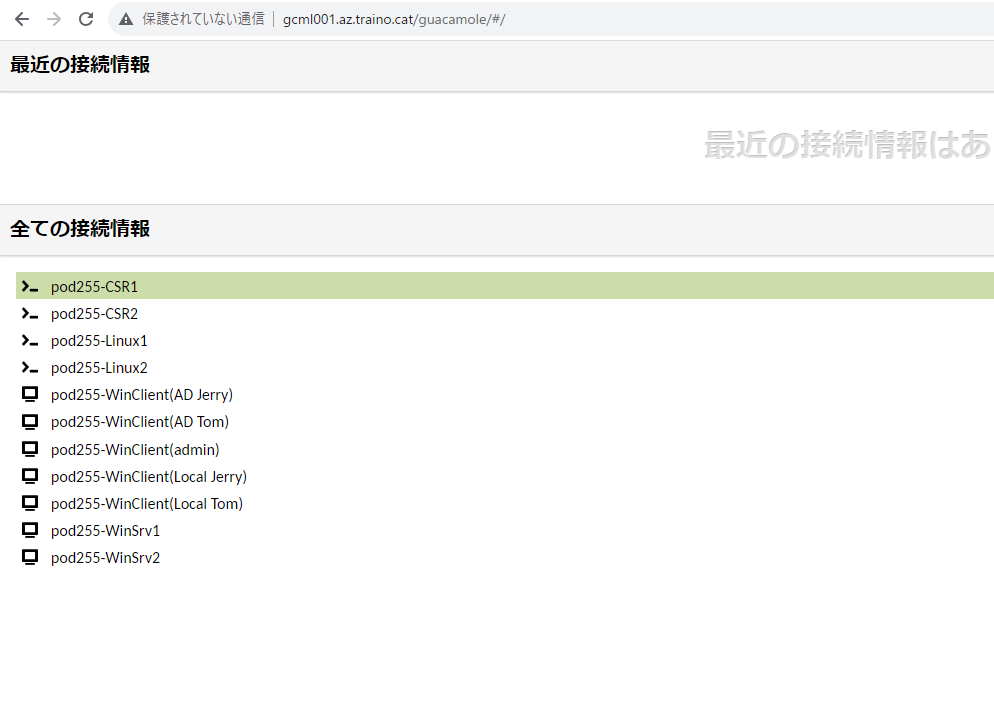 保護されていない通信 | gcml001.az.traino.cat/guacamole/#/
最近の接続情報
最近の接続情報はあ
全ての接続情報
pod255-CSR1
pod255-CSR2
pod255-Linux1
pod255-Linux2
pod255-WinClient(AD Jerry)
pod255-WinClient(AD Tom)
pod255-WinClient(admin)
pod255-WinClient(Local Jerry)
pod255-WinClient(Local Tom)
pod255-WinSrv1
pod255-WinSrv2